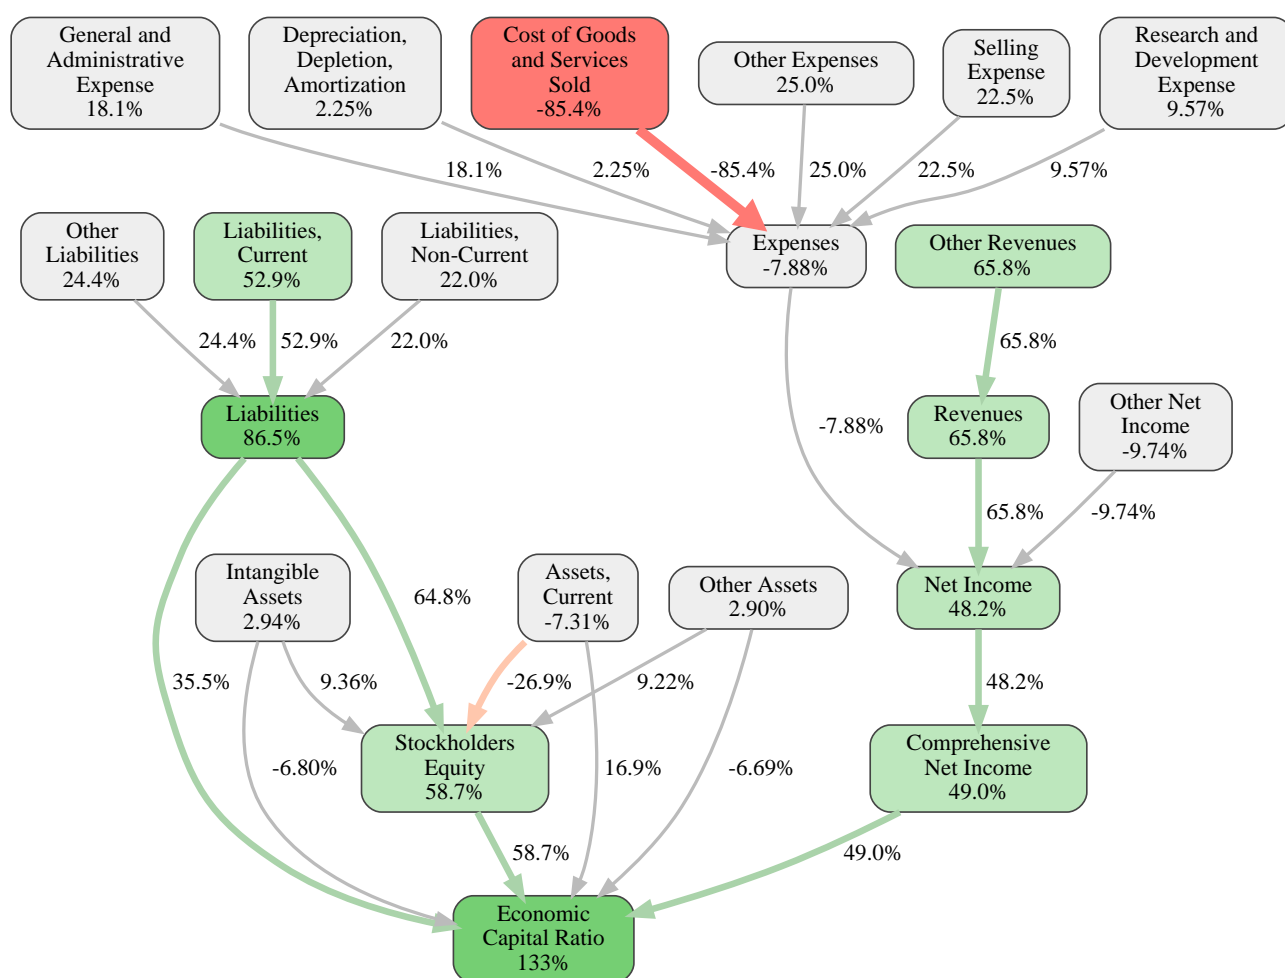 General and
Administrative
Expense
18.1%
Depreciation,
Depletion,
Amortization
2.25%
Cost of Goods
and Services
Sold
-85.4%
Other Expenses
25.0%
Selling
Expense
22.5%
Research and
Development
Expense
9.57%
18.1%
2.25%
-85.4%
25.0%
22.5%
9.57%
Other
Liabilities
24.4%
Liabilities,
Current
52.9%
Liabilities,
Non-Current
22.0%
Expenses
-7.88%
Other Revenues
65.8%
24.4%
52.9%
22.0%
65.8%
Liabilities
86.5%
-7.88%
Revenues
65.8%
Other Net
Income
-9.74%
65.8%
-9.74%
Intangible
Assets
2.94%
64.8%
Assets,
Current
-7.31%
Other Assets
2.90%
Net Income
48.2%
35.5%
9.36%
-26.9%
9.22%
48.2%
-6.80%
Stockholders
Equity
58.7%
16.9%
-6.69%
Comprehensive
Net Income
49.0%
58.7%
49.0%
Economic
Capital Ratio
133%